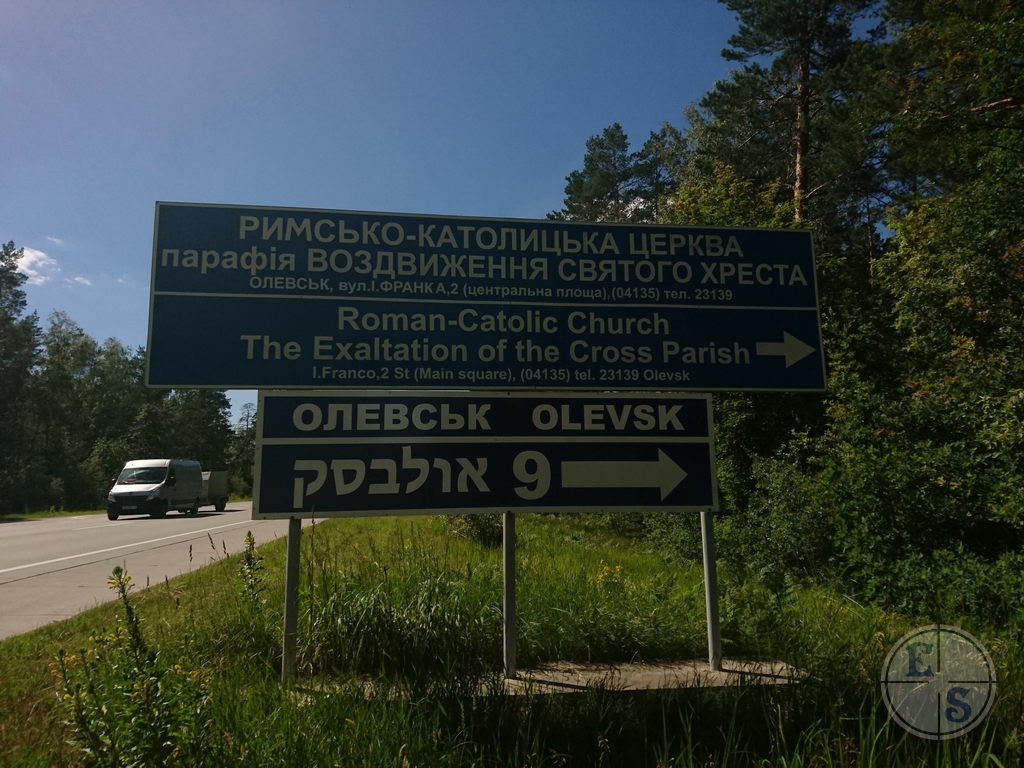 РИМСЬКО-КАТОЛИЦЬКА ЦЕРКВА
парафія ВОЗДВИЖЕННЯ СВЯТОГО ХРЕСТА
ОЛЕВСЬК, вул.І.ФРАНК А,2 (центральна площа),(04135) тел. 23139
Roman-Catolic Church
The Exaltation of the Cross Parish
I.Franco,2 St (Main square), (04135) tel. 23139 Olevsk
ОЛЕВСЬК OLEVSK
אולבסק 9
E
S